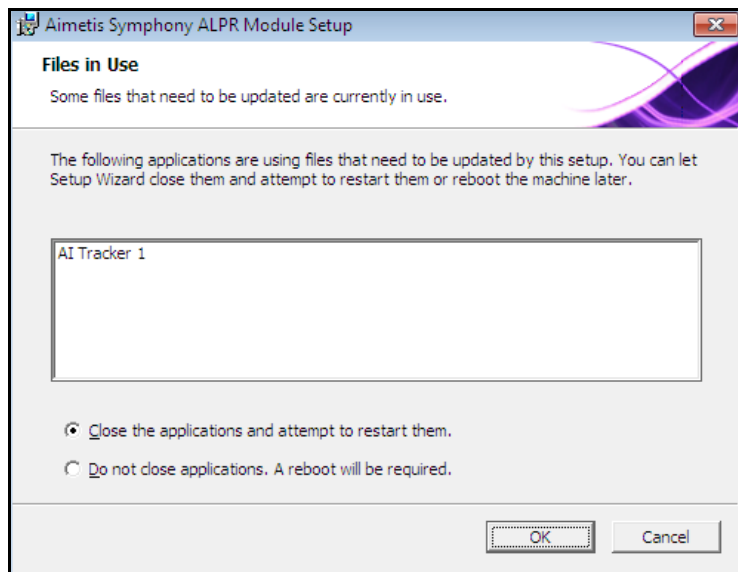 Aimetis Symphony ALPR Module Setup
Files in Use
Some files that need to be updated are currently in use.
The following applications are using files that need to be updated by this setup. You can let
Setup Wizard close them and attempt to restart them or reboot the machine later.
AI Tracker 1
Close the applications and attempt to restart them.
Do not close applications. A reboot will be required.
OK
Cancel